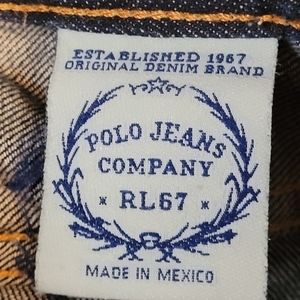 ESTABLISHED 1967
ORIGINAL DENIM BRAND
POLO JEANS
COMPANY
* RL67 *
MADE IN MEXICO